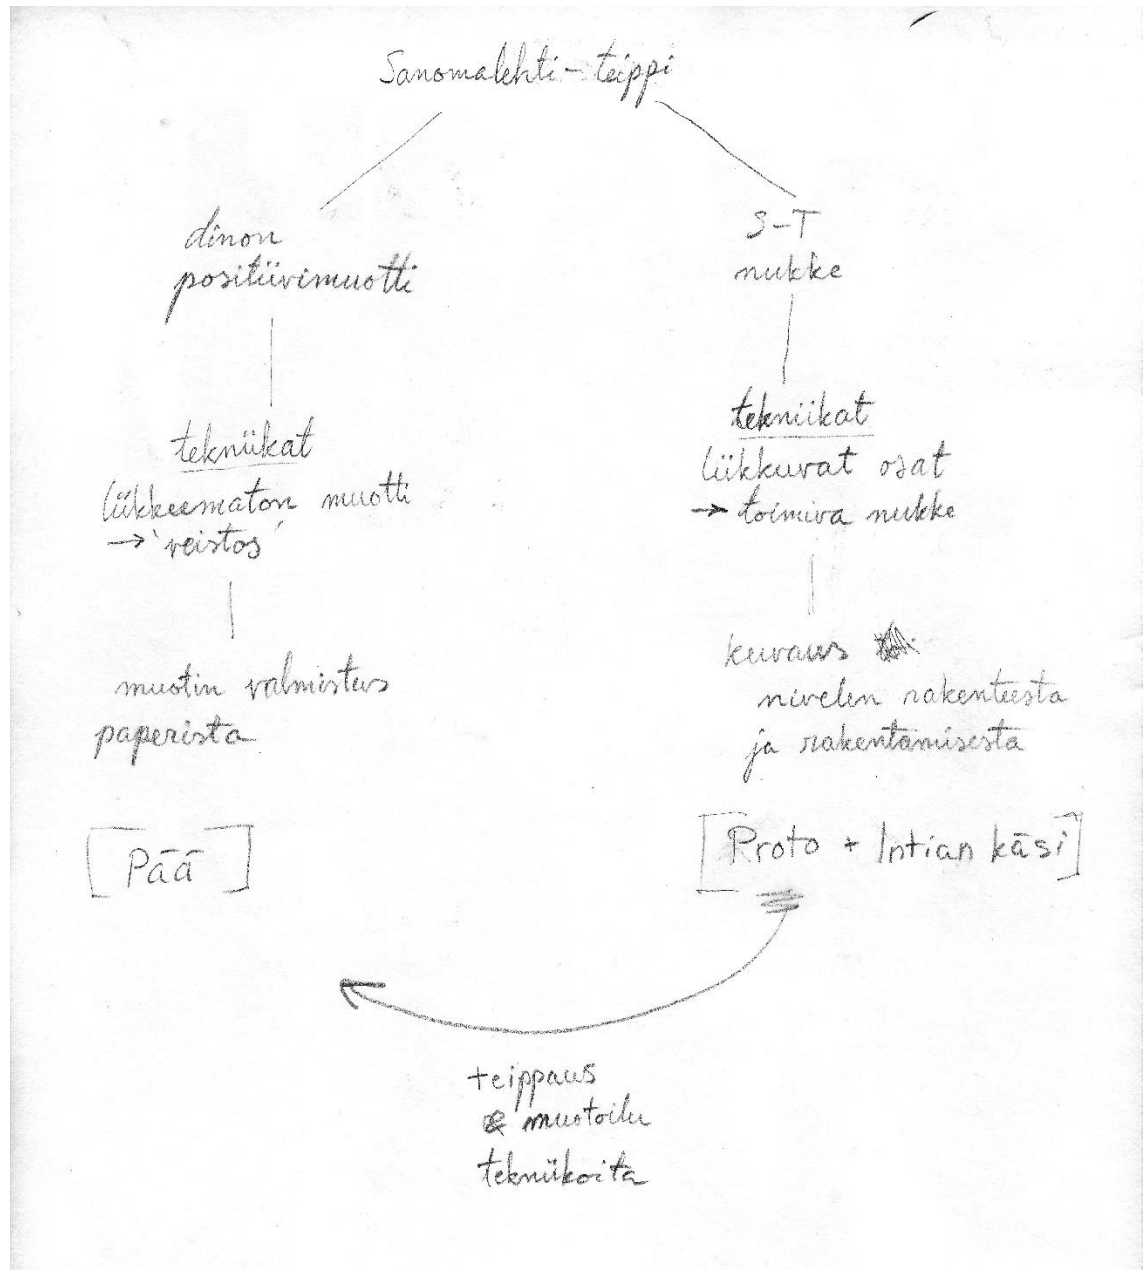 Sanomalehti-teippi
dinon
positiivimuotti
tekniikat
liikkeematon muotti
→ 'veistos'
muotin valmistus
paperista
[Pää]
S-T
nukke
tekniikat
liikkuvat osat
→ toimiva nukke
kuvaus
nivelen rakenteesta
ja rakentamisesta
[Proto + Intian käsi]
teippaus
& muotoilu
tekniikoita